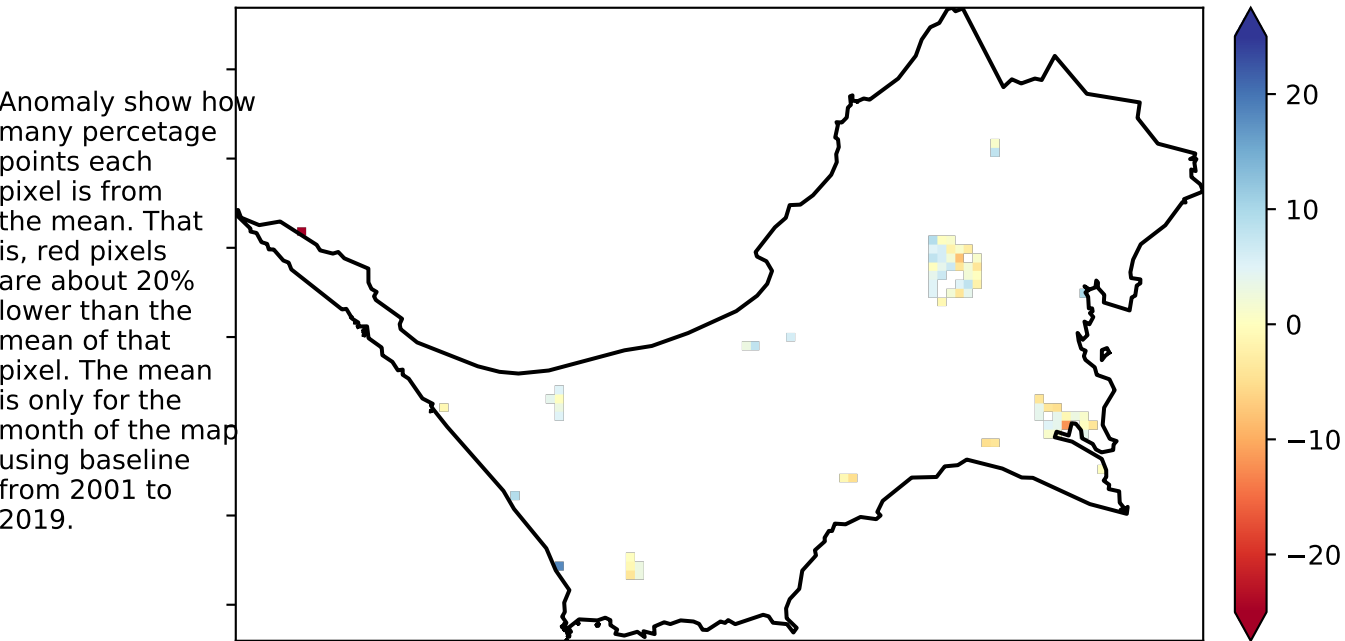 Anomaly show how
many percetage
points each
pixel is from
the mean. That
is, red pixels
are about 20%
lower than the
mean of that
pixel. The mean
is only for the
month of the map
using baseline
from 2001 to
2019.
20
10
0
−10
−20